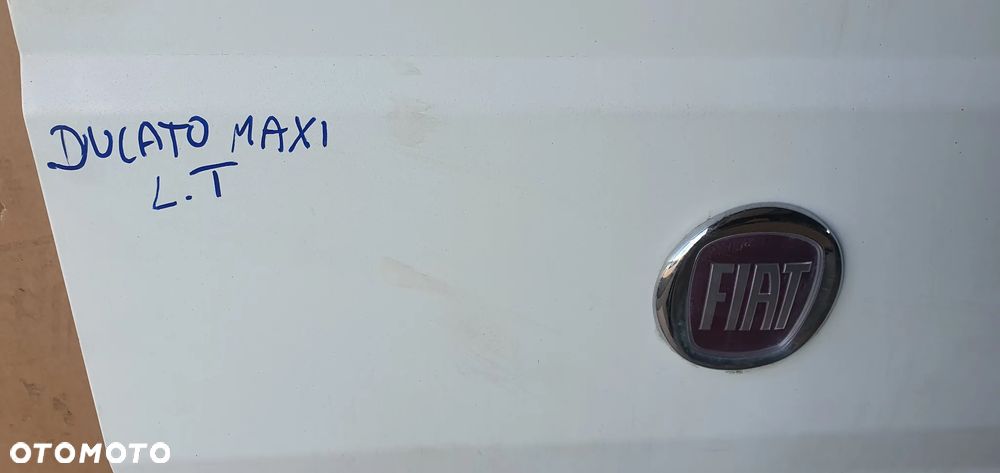 DUCATO MAXI
L.T
FIAT
OTOMOTO